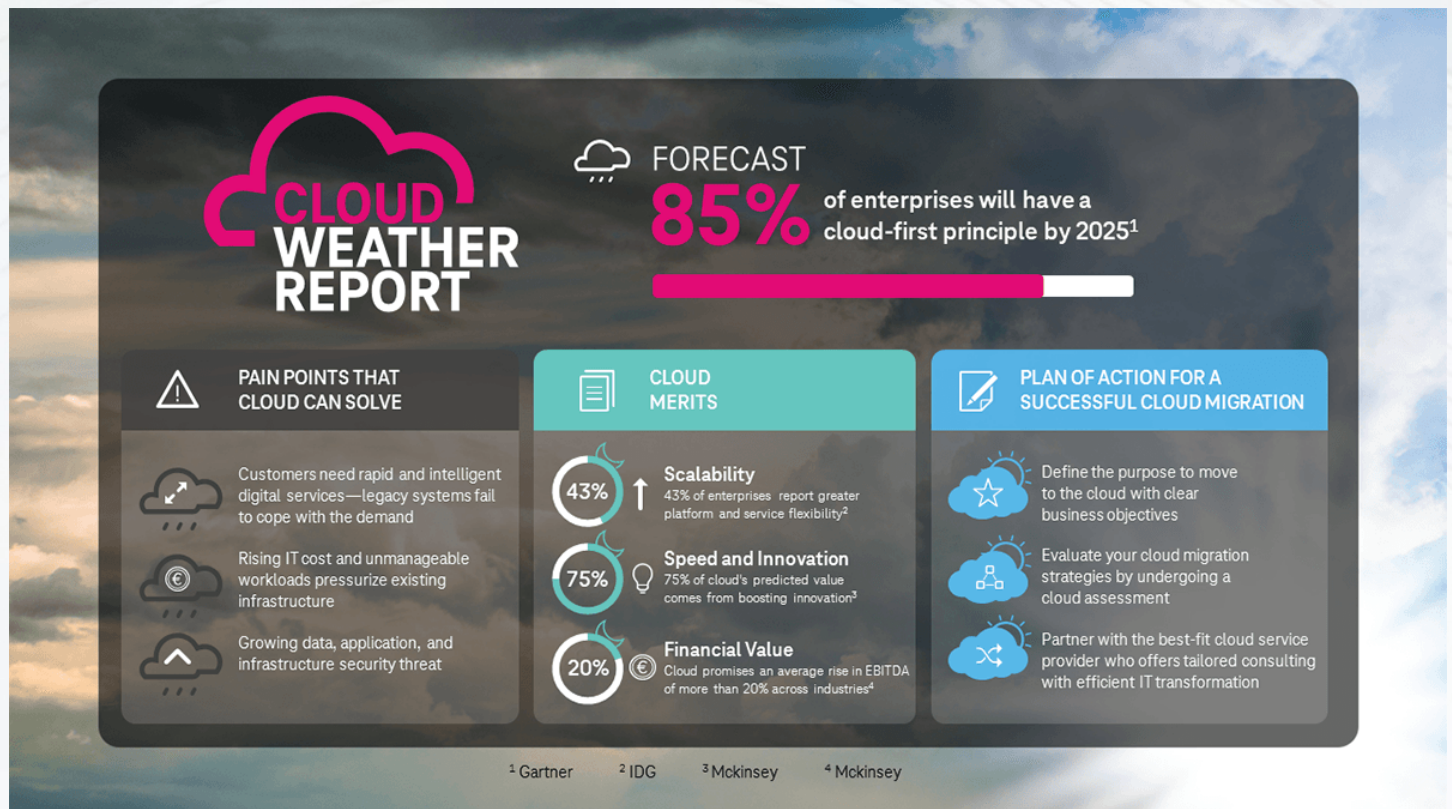 CLOUD
WEATHER
REPORT
FORECAST
85%
of enterprises will have a
cloud-first principle by 2025¹
PAIN POINTS THAT
CLOUD CAN SOLVE
Customers need rapid and intelligent
digital services—legacy systems fail
to cope with the demand
Rising IT cost and unmanageable
workloads pressurize existing
infrastructure
Growing data, application, and
infrastructure security threat
CLOUD
MERITS
43%
Scalability
43% of enterprises report greater
platform and service flexibility²
75%
Speed and Innovation
75% of cloud's predicted value
comes from boosting innovation³
20%
€
Financial Value
Cloud promises an average rise in EBITDA
of more than 20% across industries⁴
PLAN OF ACTION FOR A
SUCCESSFUL CLOUD MIGRATION
Define the purpose to move
to the cloud with clear
business objectives
Evaluate your cloud migration
strategies by undergoing a
cloud assessment
Partner with the best-fit cloud service
provider who offers tailored consulting
with efficient IT transformation
¹ Gartner ² IDG ³ Mckinsey ⁴ Mckinsey